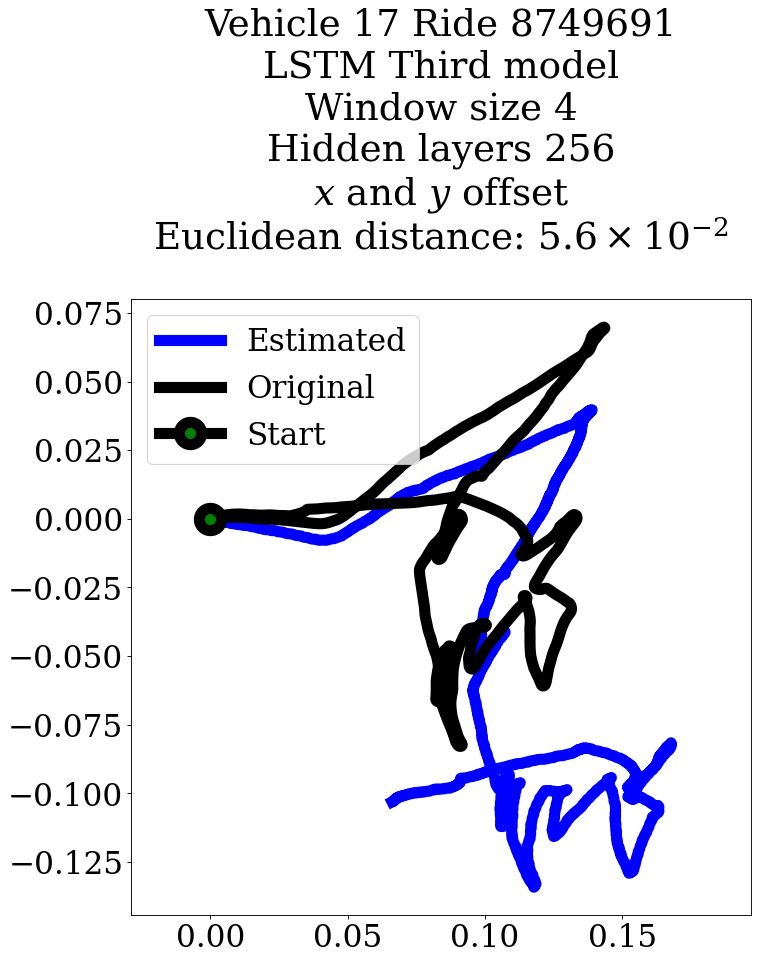 Vehicle 17 Ride 8749691
LSTM Third model
Window size 4
Hidden layers 256
x and y offset
Euclidean distance: 5.6 × 10⁻²
Estimated
Original
Start
0.075
0.050
0.025
0.000
−0.025
−0.050
−0.075
−0.100
−0.125
0.00 0.05 0.10 0.15